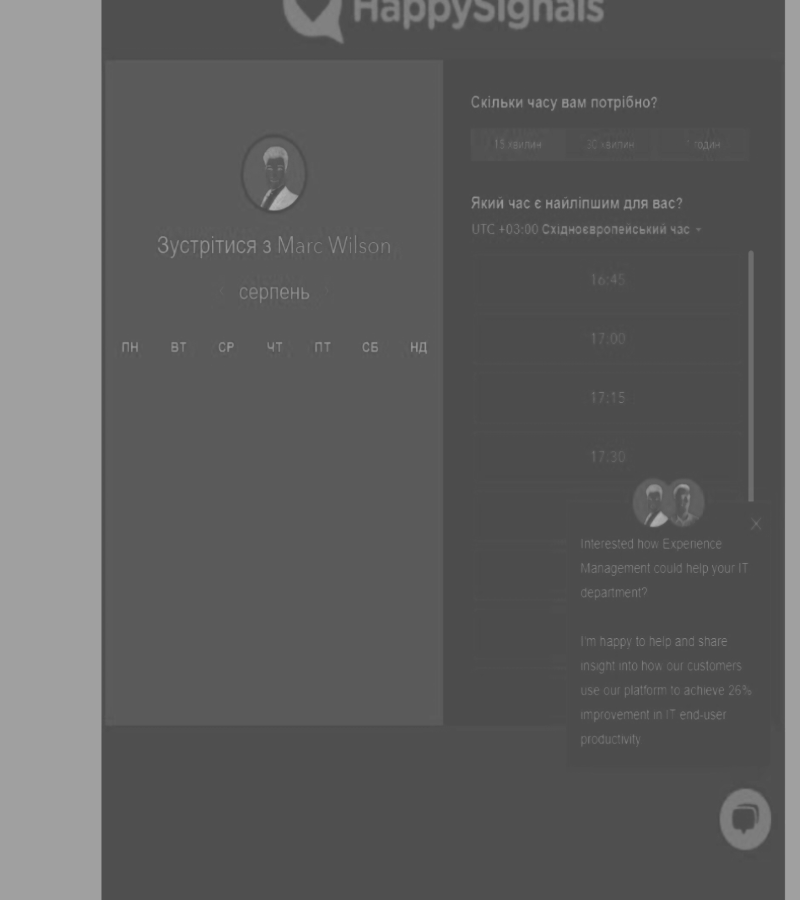 HappySignals
Зустрітися з Marc Wilson
серпень
ПН ВТ СР ЧТ ПТ СБ НД
Скільки часу вам потрібно?
15 хвилин 30 хвилин 1 годин
Який час є найліпшим для вас?
UTC +03:00 Східноєвропейський час
16:45
17:00
17:15
17:30
Interested how Experience
Management could help your IT
department?
I'm happy to help and share
insight into how our customers
use our platform to achieve 26%
improvement in IT end-user
productivity